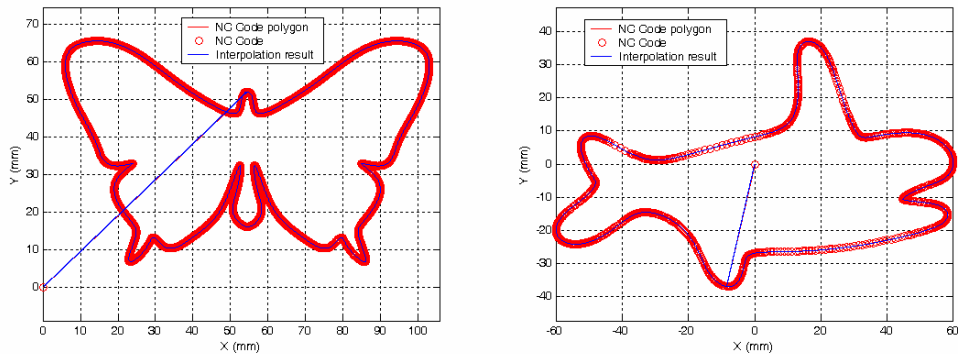 NC Code polygon
NC Code
Interpolation result
70
60
50
40
30
20
10
0
Y (mm)
0 10 20 30 40 50 60 70 80 90 100
X (mm)
NC Code polygon
NC Code
Interpolation result
40
30
20
10
0
-10
-20
-30
-40
Y (mm)
-60 -40 -20 0 20 40 60
X (mm)